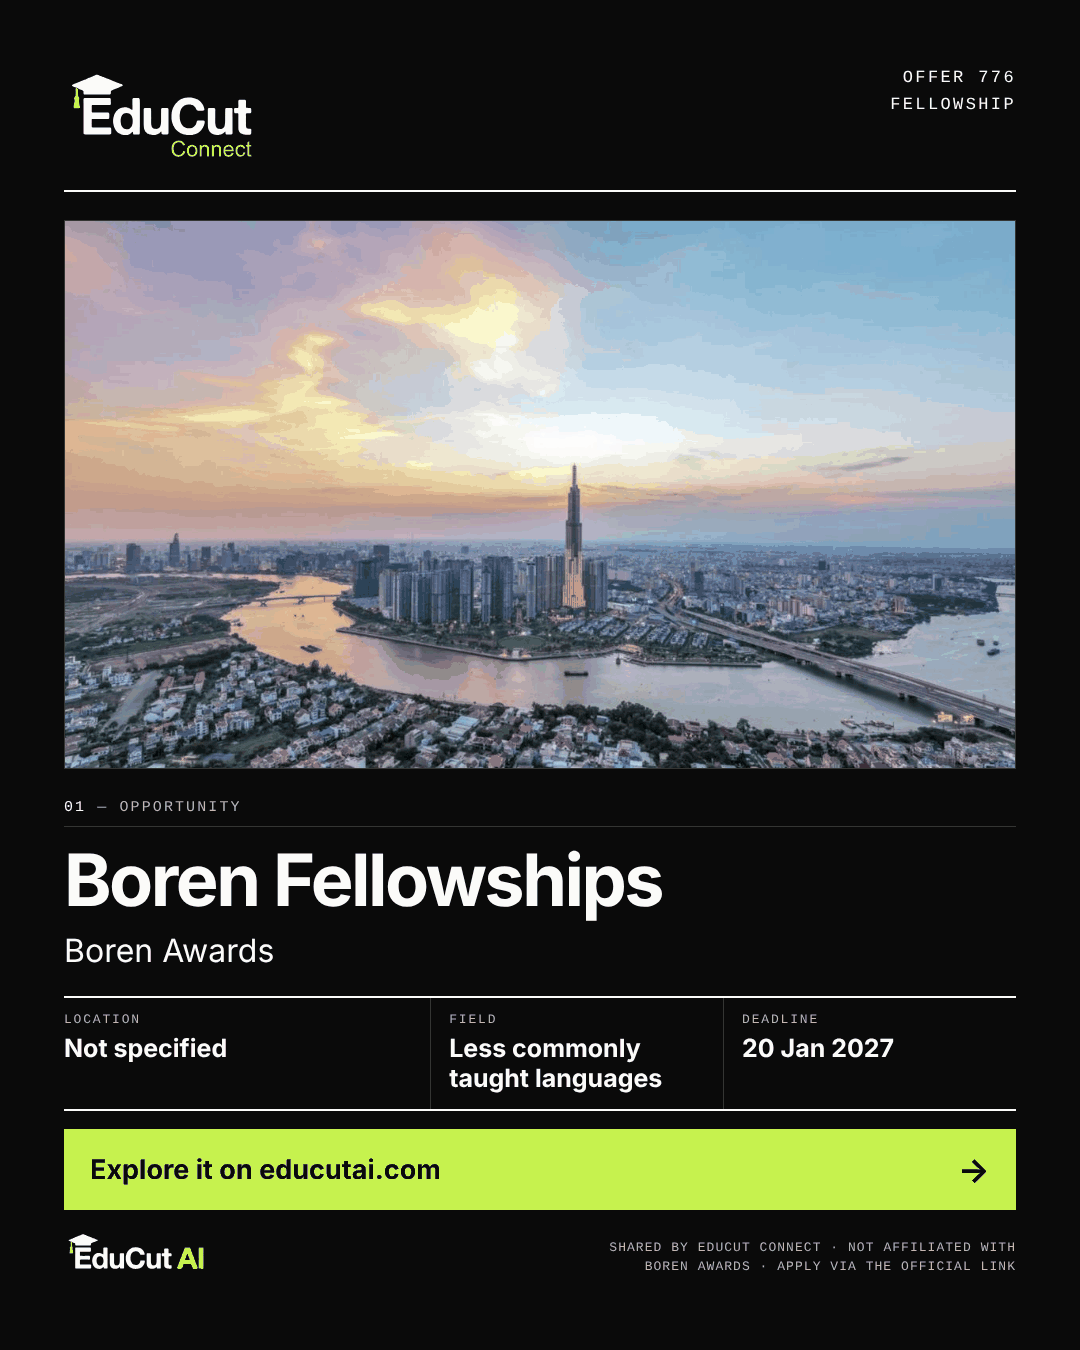 EduCut
Connect
OFFER 776
FELLOWSHIP
01 — OPPORTUNITY
Boren Fellowships
Boren Awards
LOCATION
Not specified
FIELD
Less commonly
taught languages
DEADLINE
20 Jan 2027
Explore it on educutai.com
EduCut AI
SHARED BY EDUCUT CONNECT · NOT AFFILIATED WITH
BOREN AWARDS · APPLY VIA THE OFFICIAL LINK